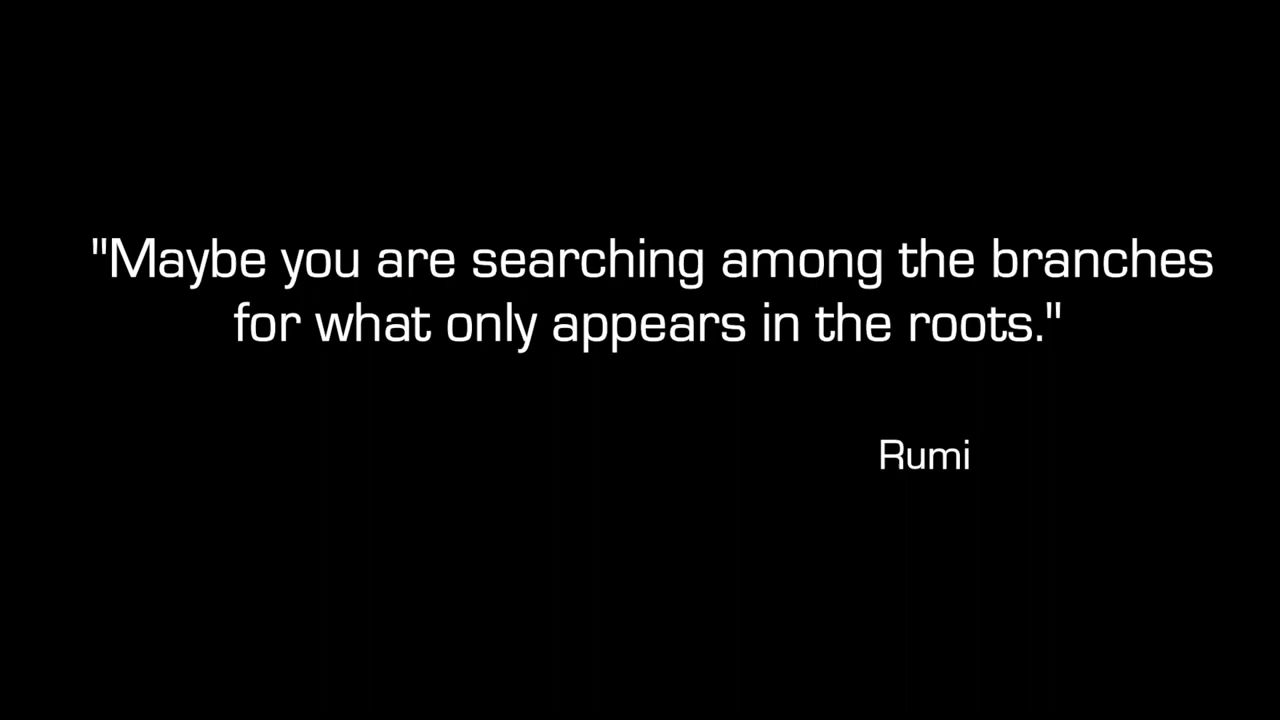 "Maybe you are searching among the branches
for what only appears in the roots."
Rumi